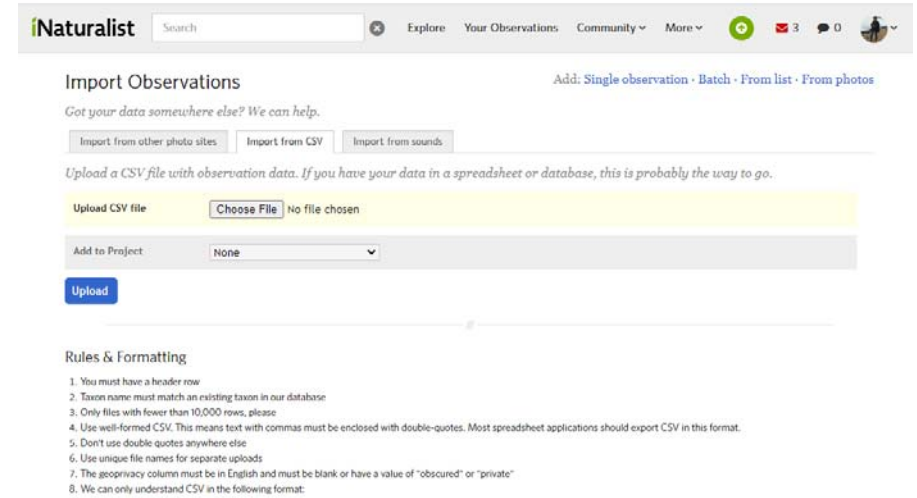 iNaturalist Search Explore Your Observations Community More 3 0
Import Observations Add: Single observation · Batch · From list · From photos
Got your data somewhere else? We can help.
Import from other photo sites Import from CSV Import from sounds
Upload a CSV file with observation data. If you have your data in a spreadsheet or database, this is probably the way to go.
Upload CSV file Choose File No file chosen
Add to Project None
Upload
Rules & Formatting
1. You must have a header row
2. Taxon name must match an existing taxon in our database
3. Only files with fewer than 10,000 rows, please
4. Use well-formed CSV. This means text with commas must be enclosed with double-quotes. Most spreadsheet applications should export CSV in this format.
5. Don't use double quotes anywhere else
6. Use unique file names for separate uploads
7. The geoprivacy column must be in English and must be blank or have a value of "obscured" or "private"
8. We can only understand CSV in the following format: